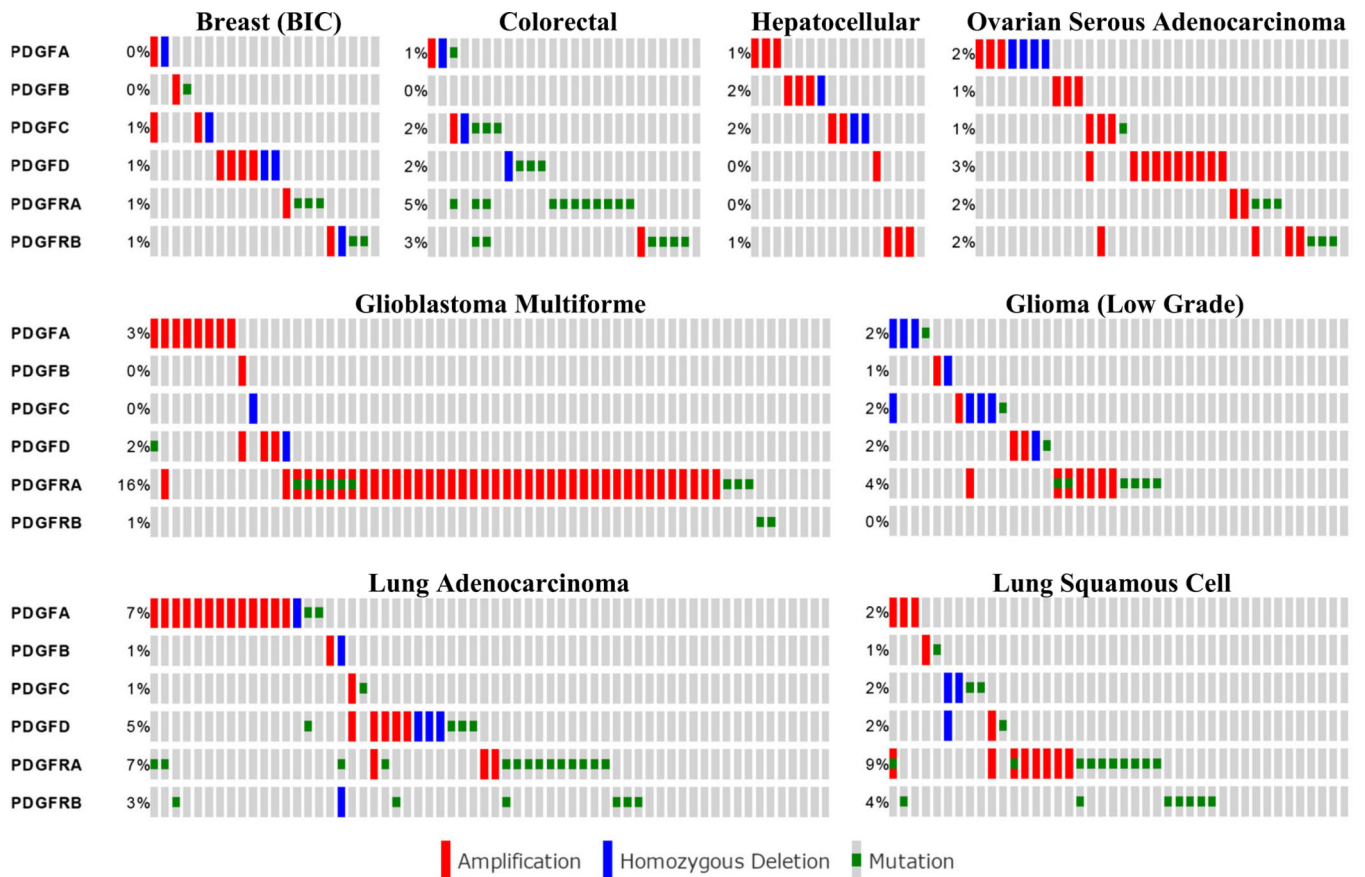 Breast (BIC) Colorectal Hepatocellular Ovarian Serous Adenocarcinoma
PDGFA 0% 1% 1% 2%
PDGFB 0% 0% 2% 1%
PDGFC 1% 2% 2% 1%
PDGFD 1% 2% 0% 3%
PDGFRA 1% 5% 0% 2%
PDGFRB 1% 3% 1% 2%
Glioblastoma Multiforme Glioma (Low Grade)
PDGFA 3% 2%
PDGFB 0% 1%
PDGFC 0% 2%
PDGFD 2% 2%
PDGFRA 16% 4%
PDGFRB 1% 0%
Lung Adenocarcinoma Lung Squamous Cell
PDGFA 7% 2%
PDGFB 1% 1%
PDGFC 1% 2%
PDGFD 5% 2%
PDGFRA 7% 9%
PDGFRB 3% 4%
Amplification Homozygous Deletion Mutation